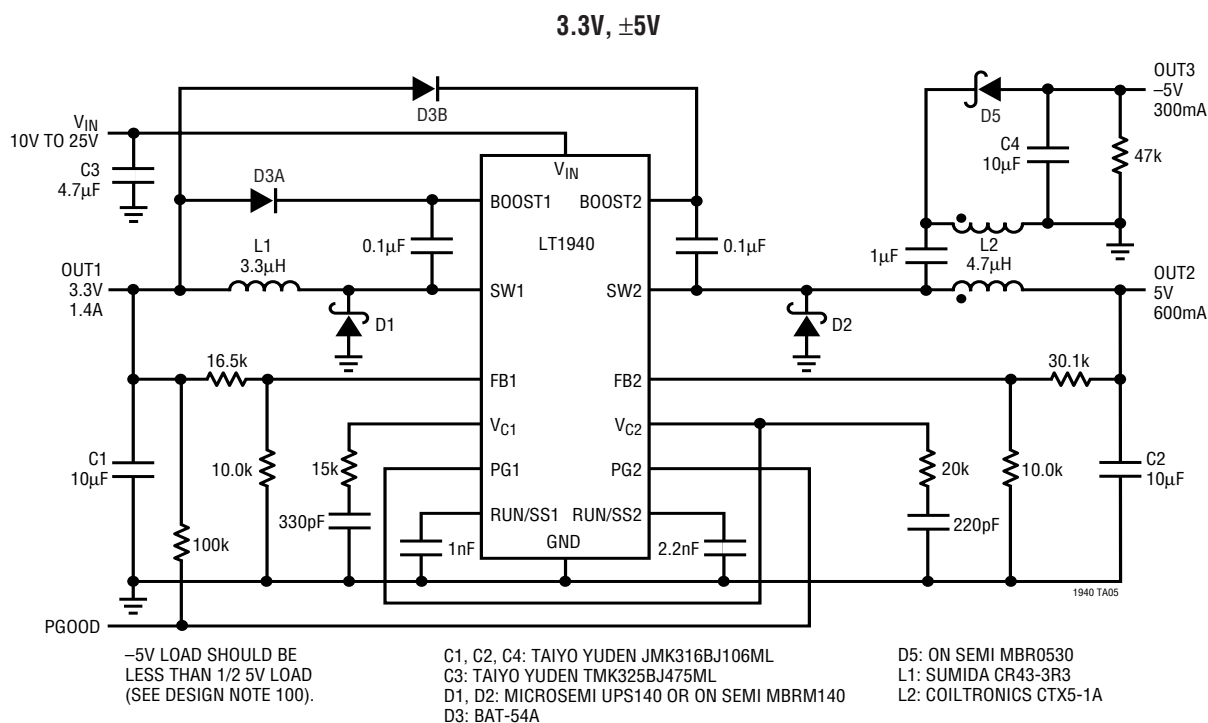 3.3V, ±5V
D3B
VIN
10V TO 25V
C3
4.7µF
D3A
VIN
BOOST1
BOOST2
LT1940
0.1µF
0.1µF
L1
3.3µH
OUT1
3.3V
1.4A
SW1
SW2
D1
D2
D5
OUT3
–5V
300mA
C4
10µF
47k
1µF
L2
4.7µH
OUT2
5V
600mA
16.5k
FB1
FB2
30.1k
VC1
VC2
C1
10µF
10.0k
15k
PG1
PG2
20k
10.0k
C2
10µF
330pF
RUN/SS1
RUN/SS2
220pF
100k
1nF
GND
2.2nF
1940 TA05
PGOOD
–5V LOAD SHOULD BE
LESS THAN 1/2 5V LOAD
(SEE DESIGN NOTE 100).
C1, C2, C4: TAIYO YUDEN JMK316BJ106ML
C3: TAIYO YUDEN TMK325BJ475ML
D1, D2: MICROSEMI UPS140 OR ON SEMI MBRM140
D3: BAT-54A
D5: ON SEMI MBR0530
L1: SUMIDA CR43-3R3
L2: COILTRONICS CTX5-1A